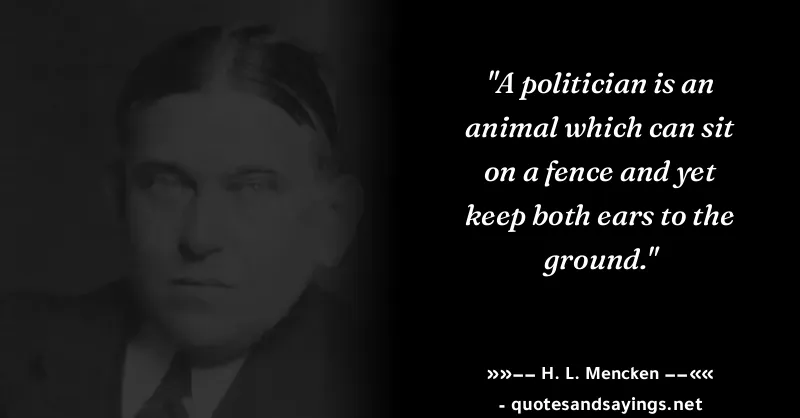 "A politician is an
animal which can sit
on a fence and yet
keep both ears to the
ground."
»»–– H. L. Mencken ––««
- quotesandsayings.net